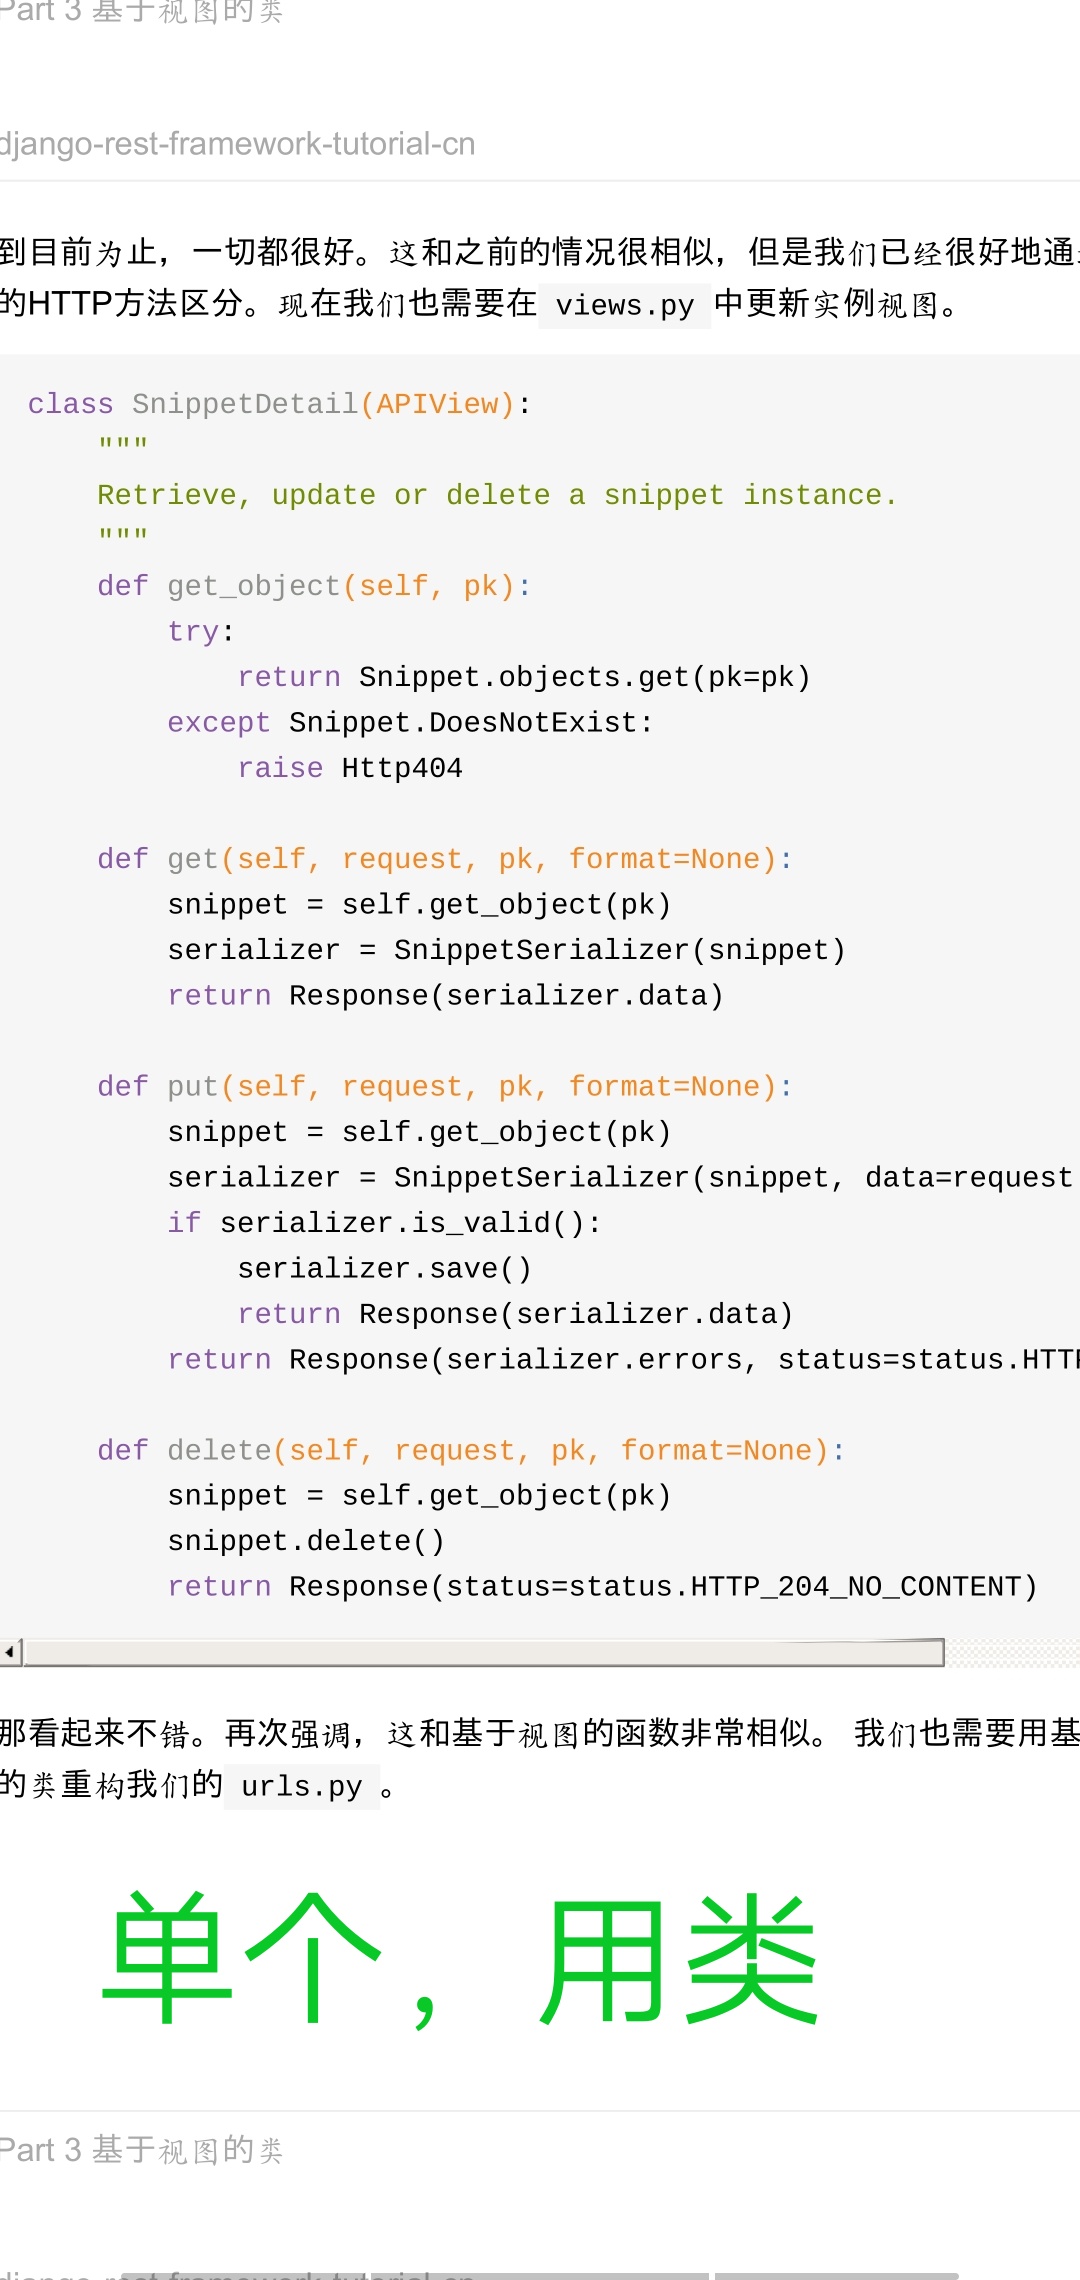 Part 3 基于视图的类
django-rest-framework-tutorial-cn
到目前为止，一切都很好。这和之前的情况很相似，但是我们已经很好地通
的HTTP方法区分。现在我们也需要在 views.py 中更新实例视图。
class SnippetDetail(APIView):
    """
    Retrieve, update or delete a snippet instance.
    """
    def get_object(self, pk):
        try:
            return Snippet.objects.get(pk=pk)
        except Snippet.DoesNotExist:
            raise Http404
    def get(self, request, pk, format=None):
        snippet = self.get_object(pk)
        serializer = SnippetSerializer(snippet)
        return Response(serializer.data)
    def put(self, request, pk, format=None):
        snippet = self.get_object(pk)
        serializer = SnippetSerializer(snippet, data=request
        if serializer.is_valid():
            serializer.save()
            return Response(serializer.data)
        return Response(serializer.errors, status=status.HTTP
    def delete(self, request, pk, format=None):
        snippet = self.get_object(pk)
        snippet.delete()
        return Response(status=status.HTTP_204_NO_CONTENT)
那看起来不错。再次强调，这和基于视图的函数非常相似。 我们也需要用基
的类重构我们的 urls.py 。
单个，用类
Part 3 基于视图的类
django-rest-framework-tutorial-cn